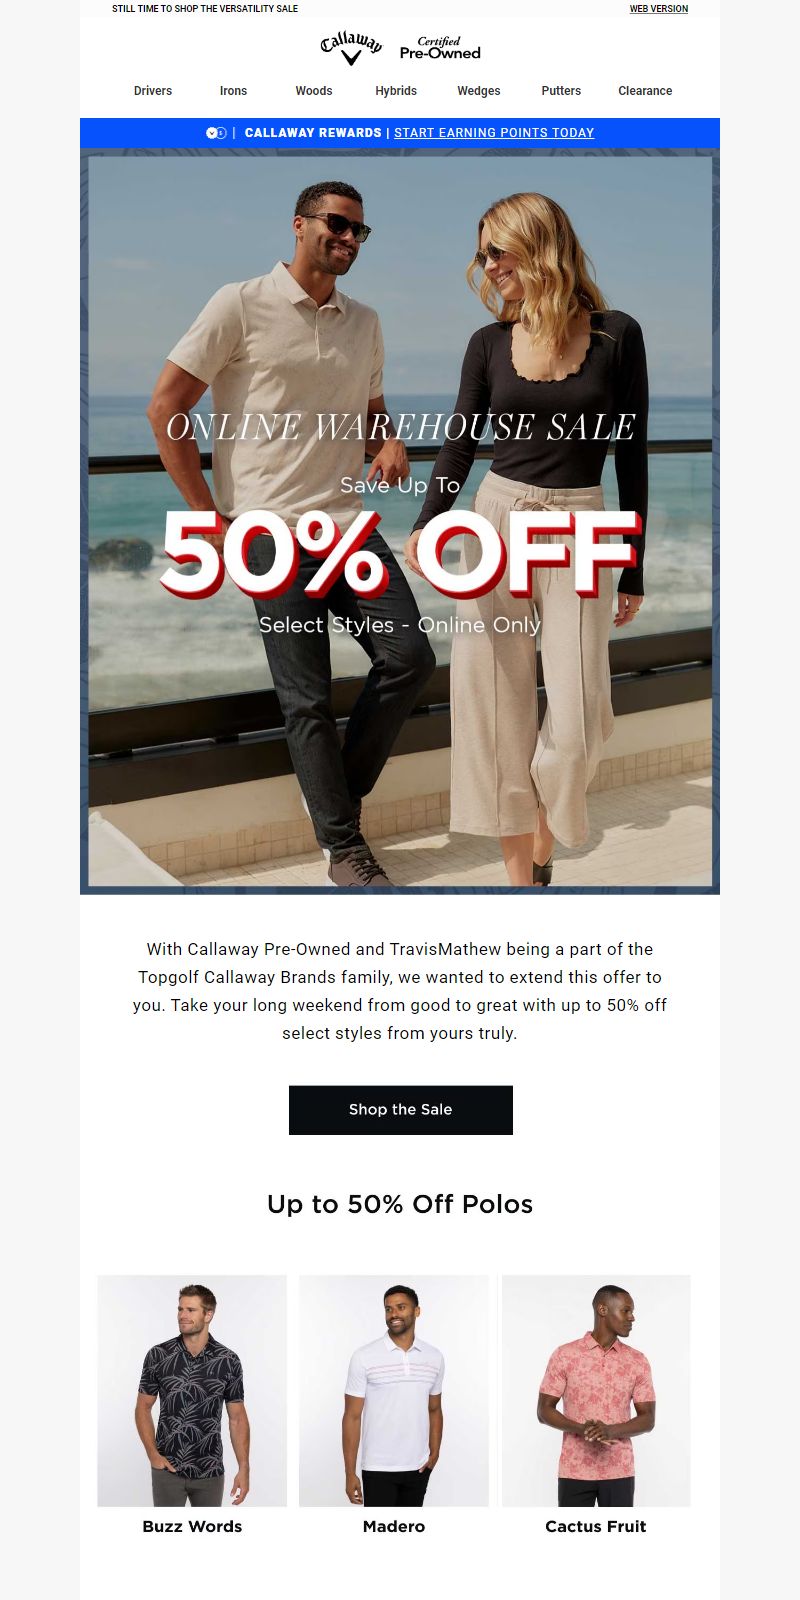 STILL TIME TO SHOP THE VERSATILITY SALE
WEB VERSION
Callaway
Certified
Pre-Owned
Drivers Irons Woods Hybrids Wedges Putters Clearance
CALLAWAY REWARDS | START EARNING POINTS TODAY
ONLINE WAREHOUSE SALE
Save Up To
50% OFF
Select Styles - Online Only
With Callaway Pre-Owned and TravisMathew being a part of the
Topgolf Callaway Brands family, we wanted to extend this offer to
you. Take your long weekend from good to great with up to 50% off
select styles from yours truly.
Shop the Sale
Up to 50% Off Polos
Buzz Words
Madero
Cactus Fruit